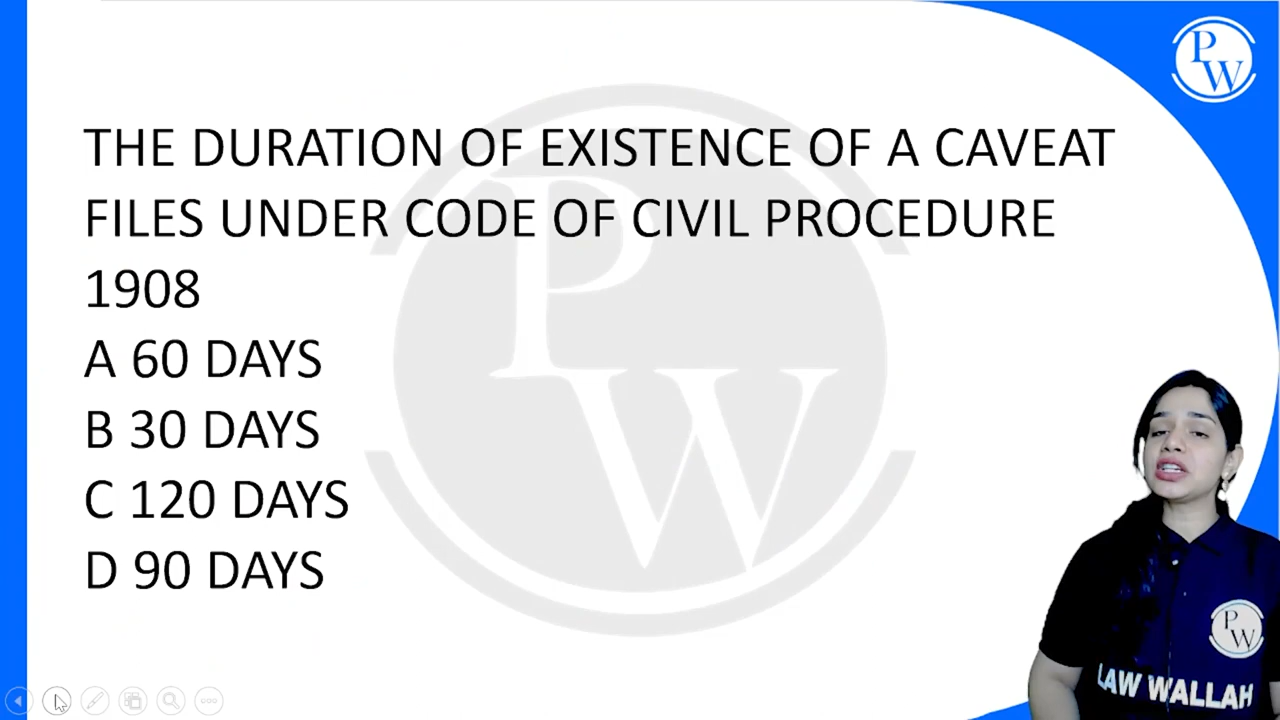 PW
THE DURATION OF EXISTENCE OF A CAVEAT
FILES UNDER CODE OF CIVIL PROCEDURE
1908
A 60 DAYS
B 30 DAYS
C 120 DAYS
D 90 DAYS
PW
PW
LAW WALLAH